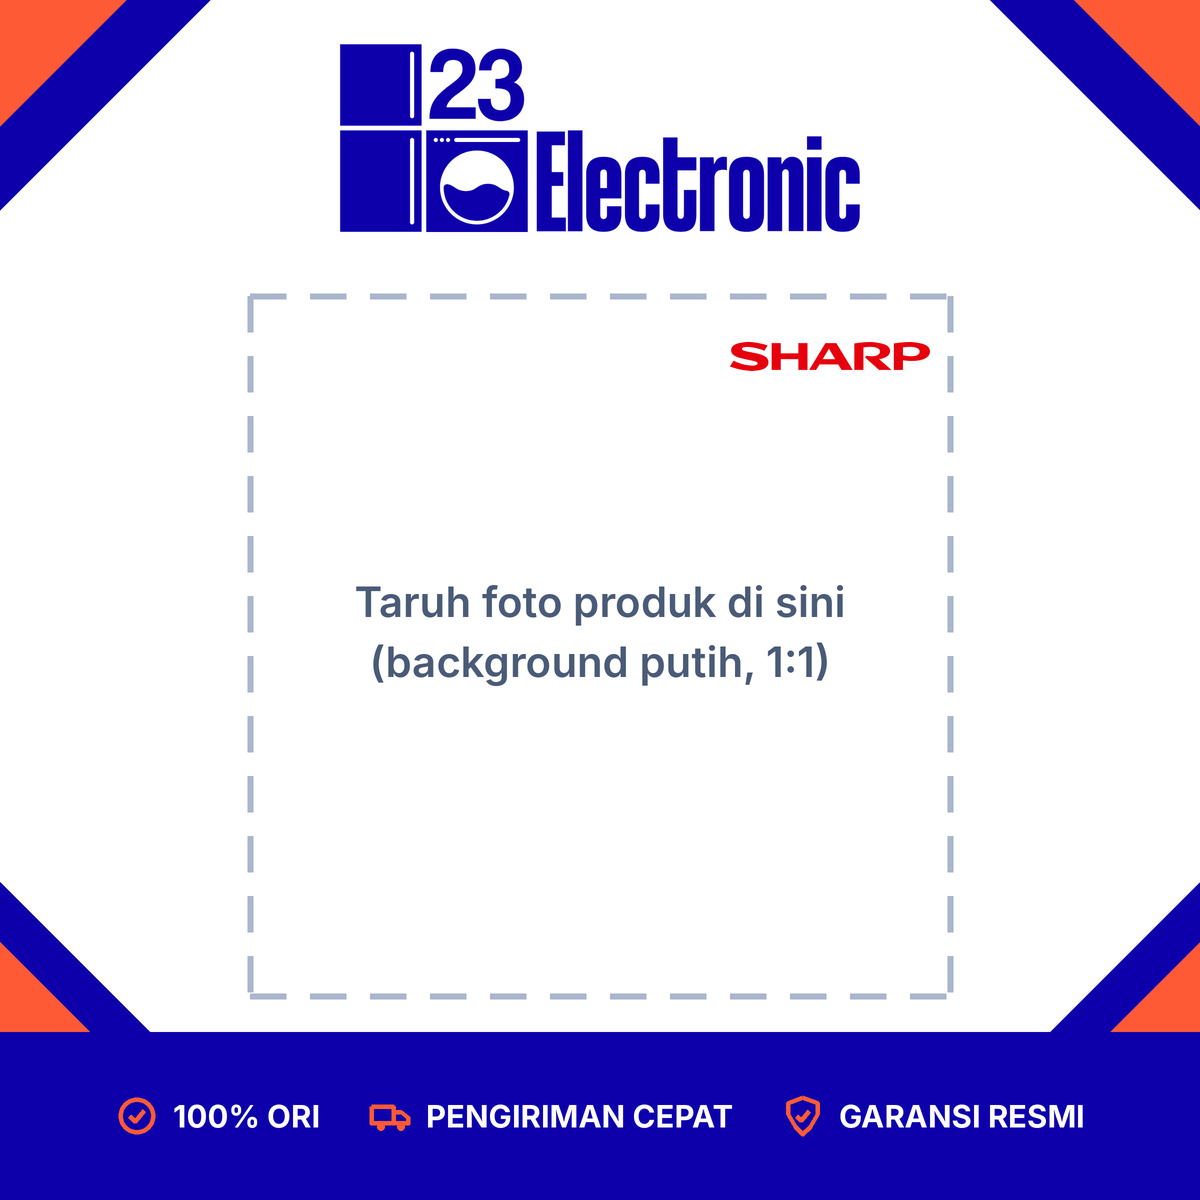 23
Electronic
SHARP
Taruh foto produk di sini
(background putih, 1:1)
100% ORI
PENGIRIMAN CEPAT
GARANSI RESMI